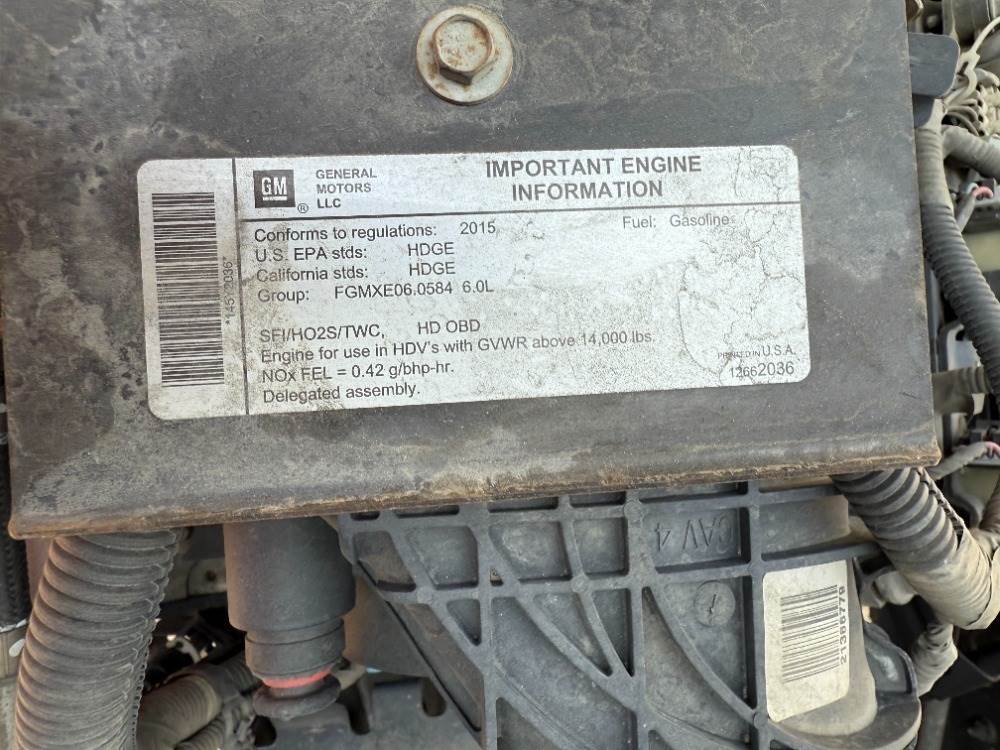 GM
®
GENERAL
MOTORS
LLC
IMPORTANT ENGINE
INFORMATION
Conforms to regulations: 2015
Fuel: Gasoline
U.S. EPA stds: HDGE
California stds: HDGE
Group: FGMXE06.0584 6.0L
SFI/HO2S/TWC, HD OBD
Engine for use in HDV's with GVWR above 14,000 lbs.
NOx FEL = 0.42 g/bhp-hr.
Delegated assembly.
PRINTED IN U.S.A.
12662036
CAV 4
21386779